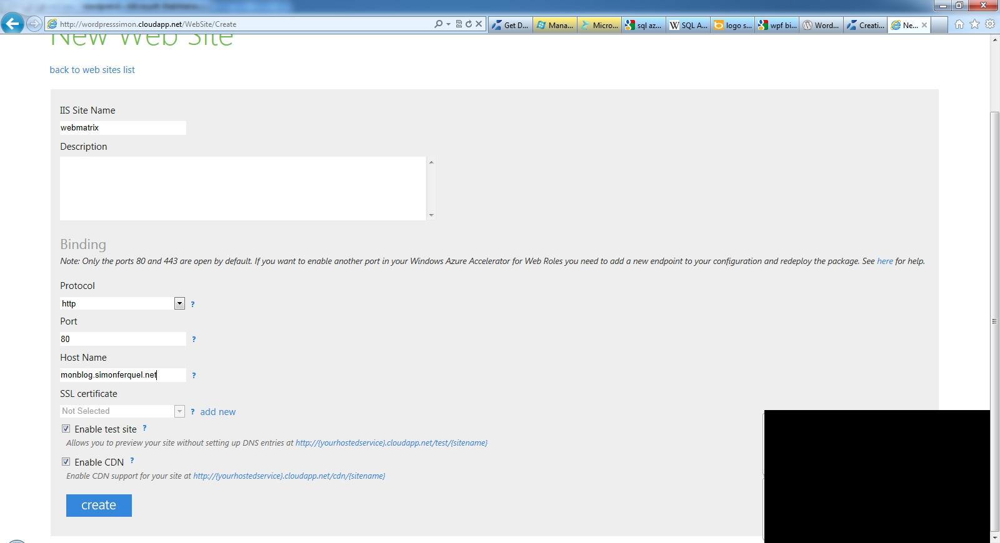 http://wordpresssimon.cloudapp.net/WebSite/Create
Get D...
Mana...
Micro...
sql az...
SQL A...
logo s...
wpf bi...
Word...
Creati...
Ne...
New Web Site
back to web sites list
IIS Site Name
webmatrix
Description
Binding
Note: Only the ports 80 and 443 are open by default. If you want to enable another port in your Windows Azure Accelerator for Web Roles you need to add a new endpoint to your configuration and redeploy the package. See here for help.
Protocol
http ?
Port
80 ?
Host Name
monblog.simonferquel.net ?
SSL certificate
Not Selected ? add new
Enable test site ?
Allows you to preview your site without setting up DNS entries at http://{yourhostedservice}.cloudapp.net/test/{sitename}
Enable CDN ?
Enable CDN support for your site at http://{yourhostedservice}.cloudapp.net/cdn/{sitename}
create